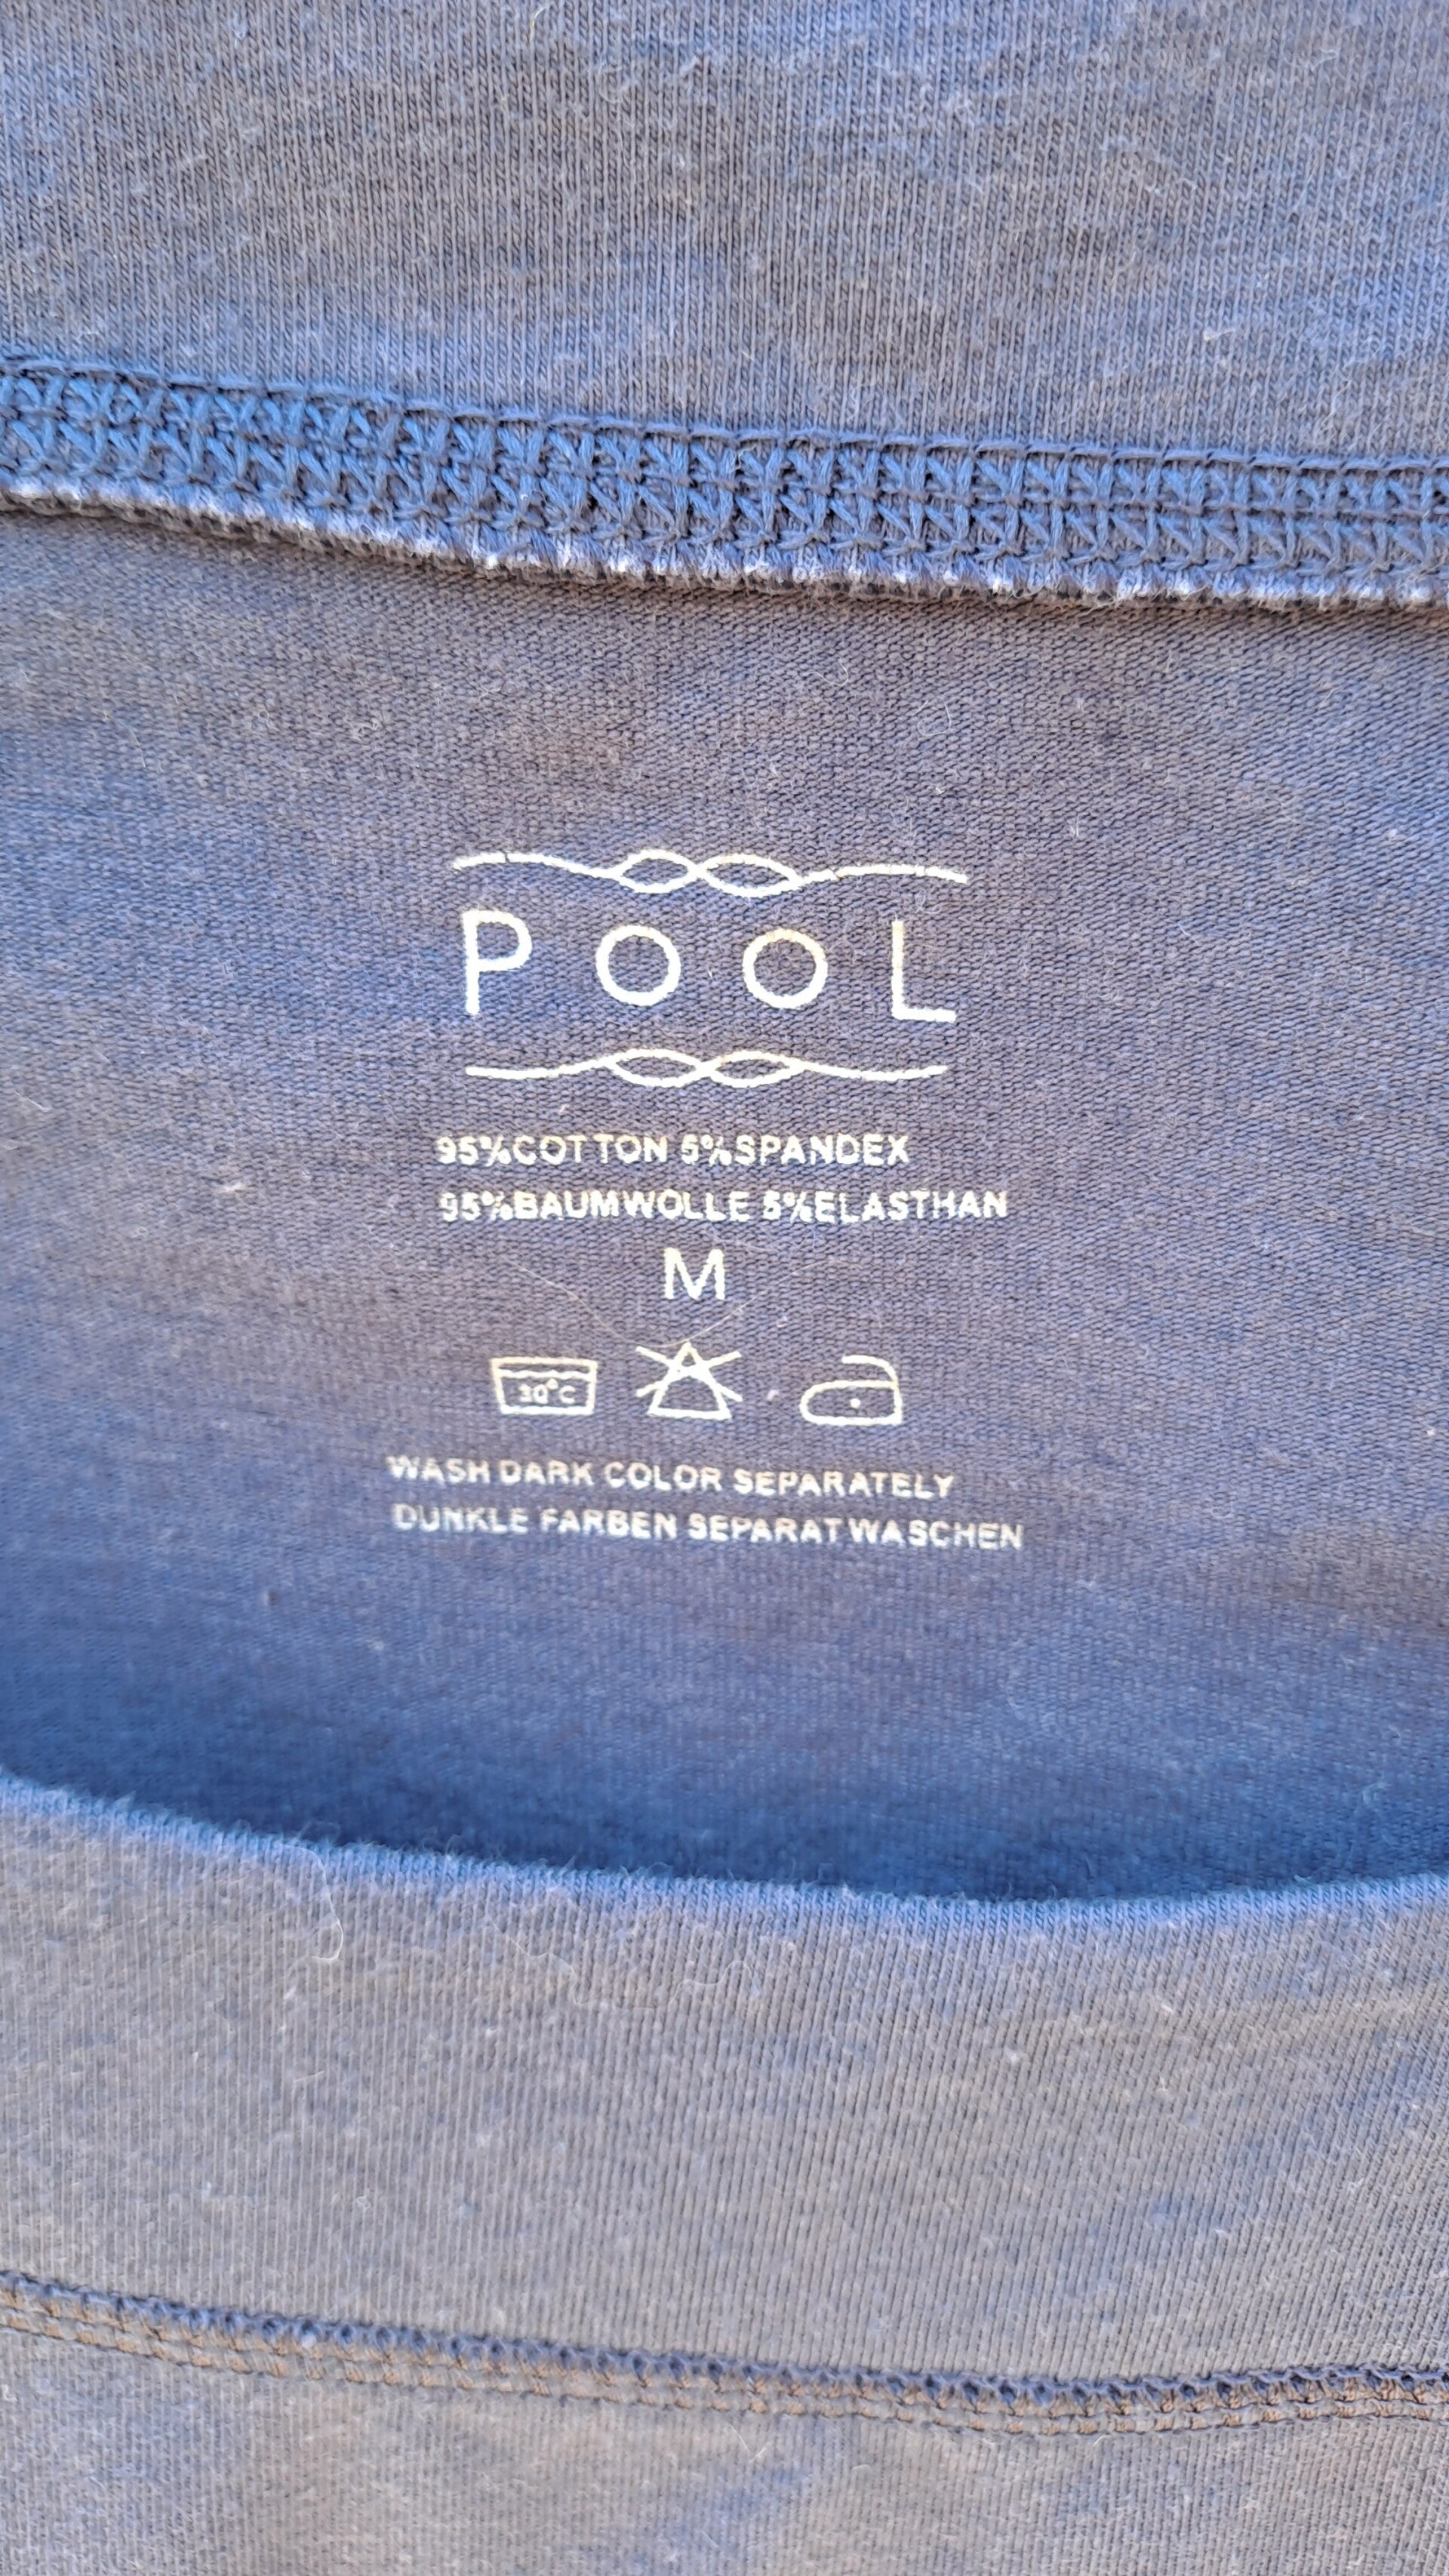 POOL
95%COTTON 5%SPANDEX
95%BAUMWOLLE 5%ELASTHAN
M
30°C
WASH DARK COLOR SEPARATELY
DUNKLE FARBEN SEPARAT WASCHEN